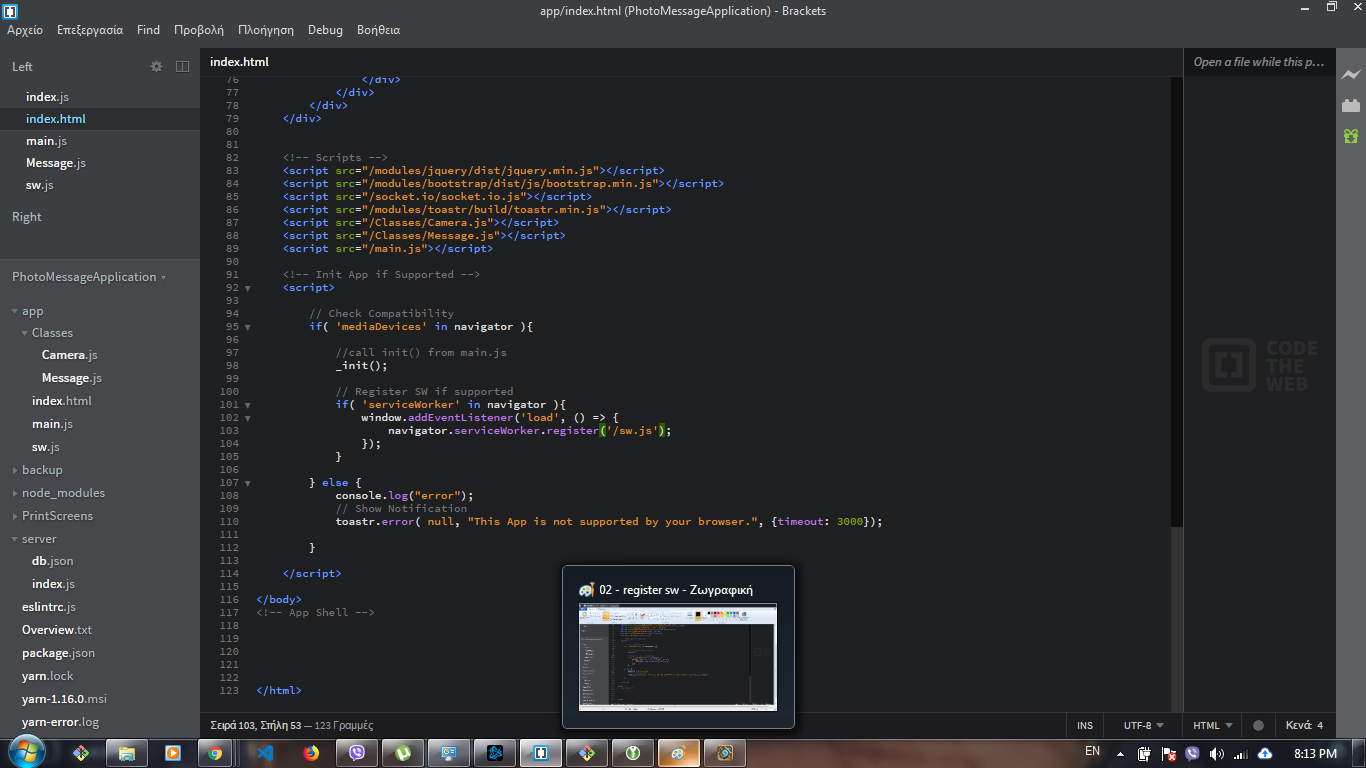 app/index.html (PhotoMessageApplication) - Brackets
Αρχείο Επεξεργασία Find Προβολή Πλοήγηση Debug Βοήθεια
Left
index.js
index.html
main.js
Message.js
sw.js
Right
PhotoMessageApplication
app
Classes
Camera.js
Message.js
index.html
main.js
sw.js
backup
node_modules
PrintScreens
server
db.json
index.js
eslintrc.js
Overview.txt
package.json
yarn.lock
yarn-1.16.0.msi
yarn-error.log
index.html
76 </div>
77 </div>
78 </div>
79 </div>
80
81
82 <!-- Scripts -->
83 <script src="/modules/jquery/dist/jquery.min.js"></script>
84 <script src="/modules/bootstrap/dist/js/bootstrap.min.js"></script>
85 <script src="/socket.io/socket.io.js"></script>
86 <script src="/modules/toastr/build/toastr.min.js"></script>
87 <script src="/Classes/Camera.js"></script>
88 <script src="/Classes/Message.js"></script>
89 <script src="/main.js"></script>
90
91 <!-- Init App if Supported -->
92 <script>
93
94 // Check Compatibility
95 if( 'mediaDevices' in navigator ){
96
97 //call init() from main.js
98 _init();
99
100 // Register SW if supported
101 if( 'serviceWorker' in navigator ){
102 window.addEventListener('load', () => {
103 navigator.serviceWorker.register('/sw.js');
104 });
105 }
106
107 } else {
108 console.log("error");
109 // Show Notification
110 toastr.error( null, "This App is not supported by your browser.", {timeout: 3000});
111
112 }
113
114 </script>
115
116 </body>
117 <!-- App Shell -->
118
119
120
121
122
123 </html>
Open a file while this p...
CODE
THE
WEB
02 - register sw - Ζωγραφική
Σειρά 103, Στήλη 53 — 123 Γραμμές
INS UTF-8 HTML Κενά: 4
EN 8:13 PM